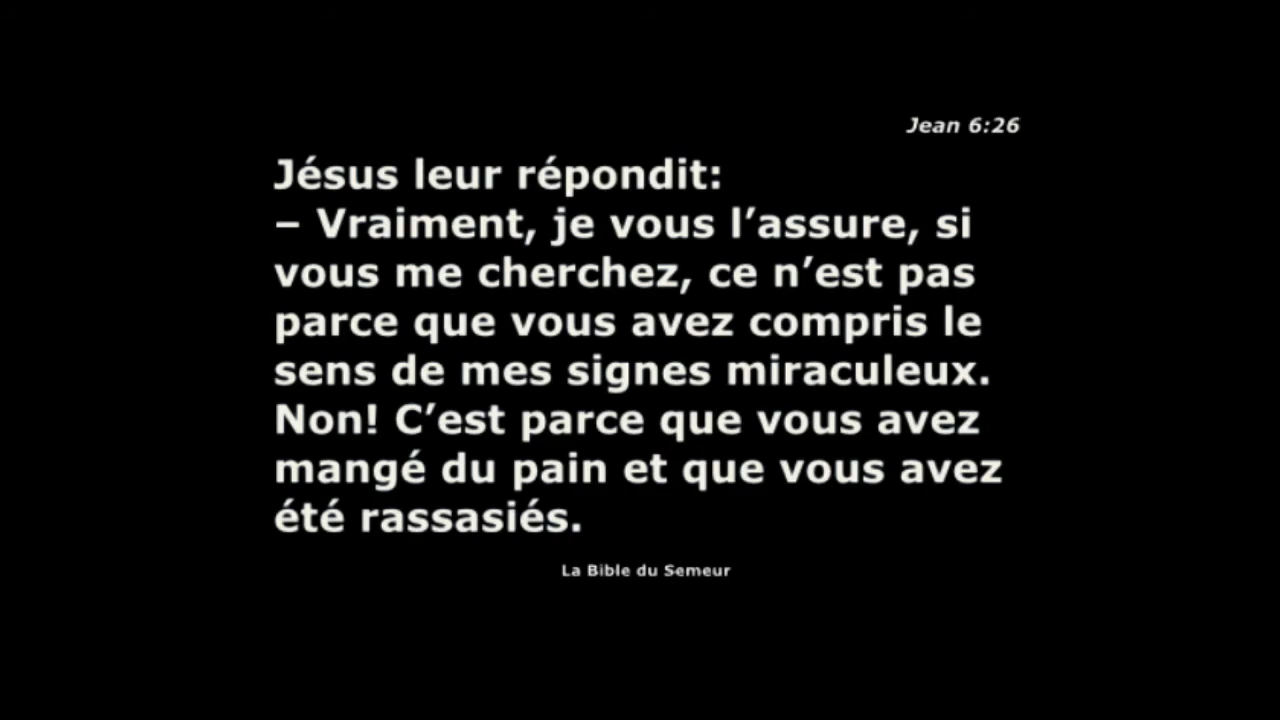 Jean 6:26
Jésus leur répondit:
– Vraiment, je vous l’assure, si
vous me cherchez, ce n’est pas
parce que vous avez compris le
sens de mes signes miraculeux.
Non! C’est parce que vous avez
mangé du pain et que vous avez
été rassasiés.
La Bible du Semeur